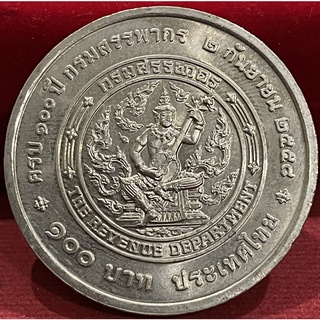 ครบ ๑๐๐ ปี กรมสรรพากร ๒ กันยายน ๒๕๕๘
กรมสรรพากร
THE REVENUE DEPARTMENT
๑๐๐ บาท ประเทศไทย